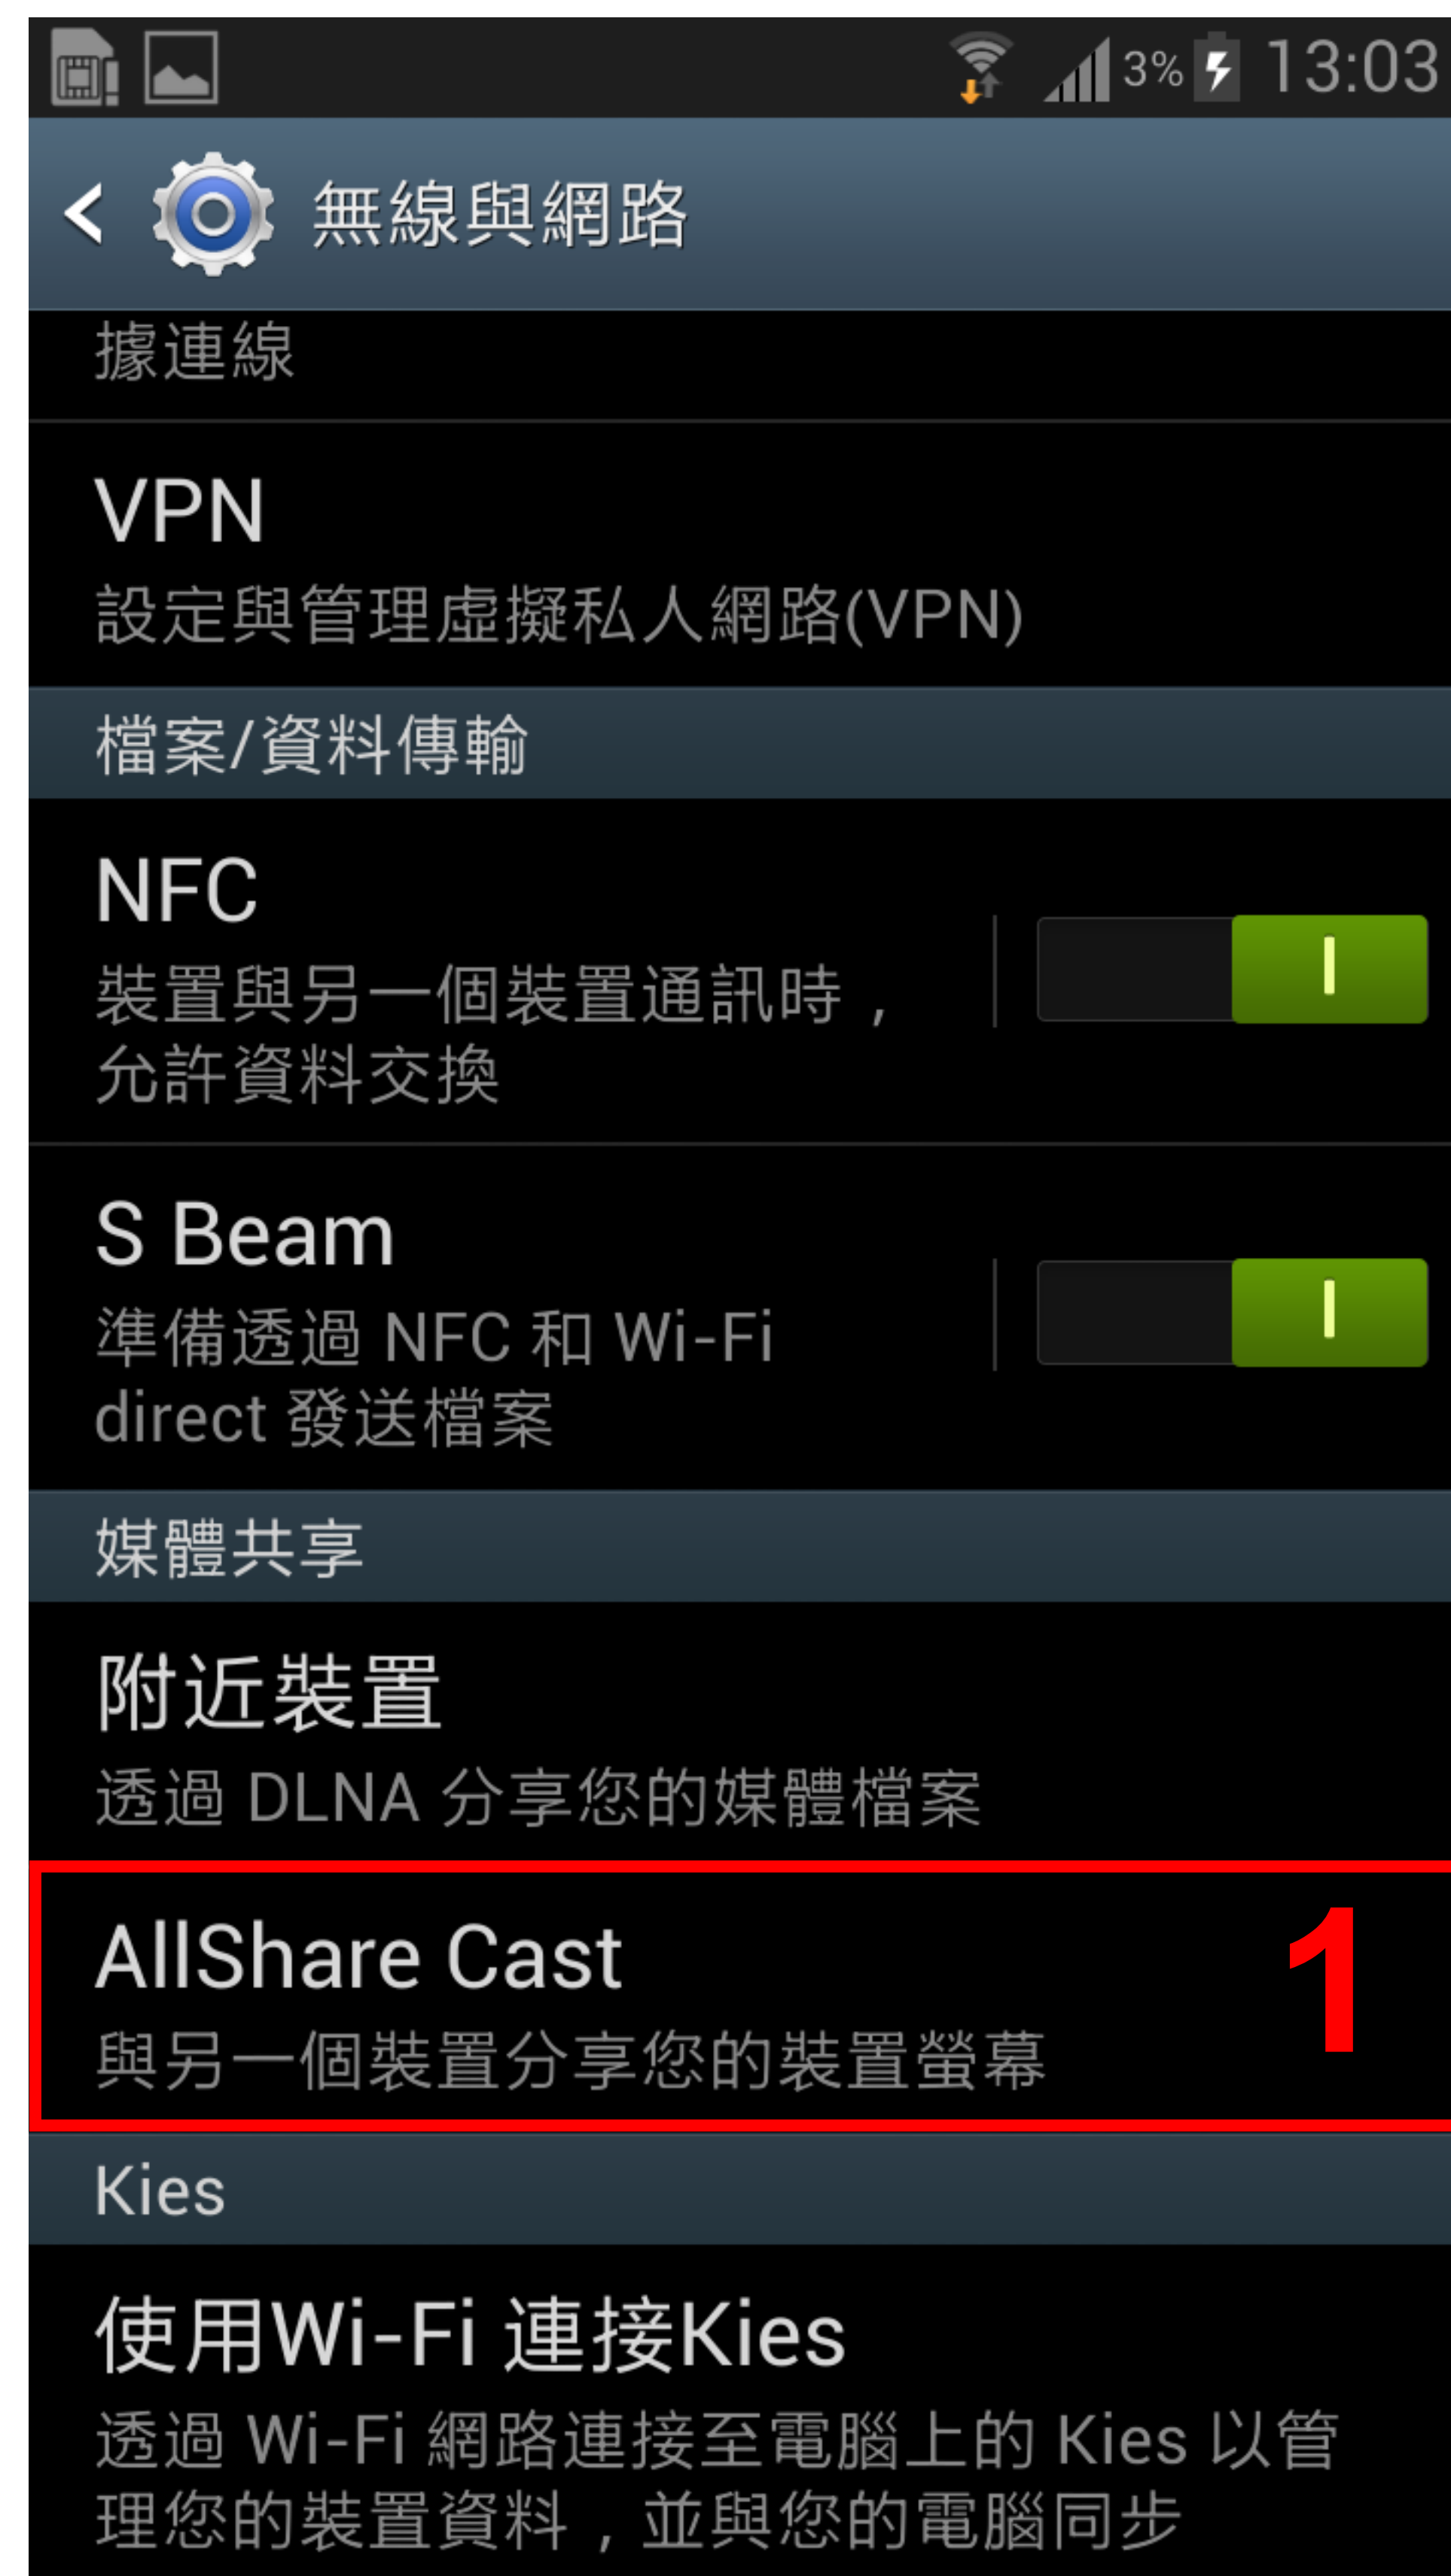 3% 13:03
無線與網路
據連線
VPN
設定與管理虛擬私人網路(VPN)
檔案/資料傳輸
NFC
裝置與另一個裝置通訊時，
允許資料交換
S Beam
準備透過 NFC 和 Wi-Fi
direct 發送檔案
媒體共享
附近裝置
透過 DLNA 分享您的媒體檔案
AllShare Cast
1
與另一個裝置分享您的裝置螢幕
Kies
使用Wi-Fi 連接Kies
透過 Wi-Fi 網路連接至電腦上的 Kies 以管
理您的裝置資料，並與您的電腦同步